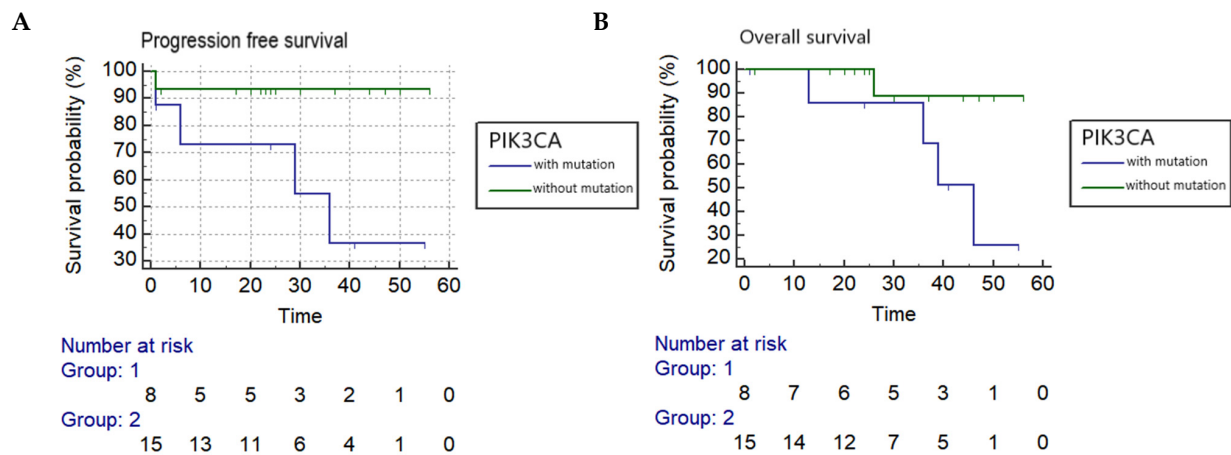 A
Progression free survival
Survival probability (%)
100
90
80
70
60
50
40
30
0 10 20 30 40 50 60
Time
PIK3CA
with mutation
without mutation
Number at risk
Group: 1
8 5 5 3 2 1 0
Group: 2
15 13 11 6 4 1 0
B
Overall survival
Survival probability (%)
100
90
80
70
60
50
40
30
20
0 10 20 30 40 50 60
Time
PIK3CA
with mutation
without mutation
Number at risk
Group: 1
8 7 6 5 3 1 0
Group: 2
15 14 12 7 5 1 0